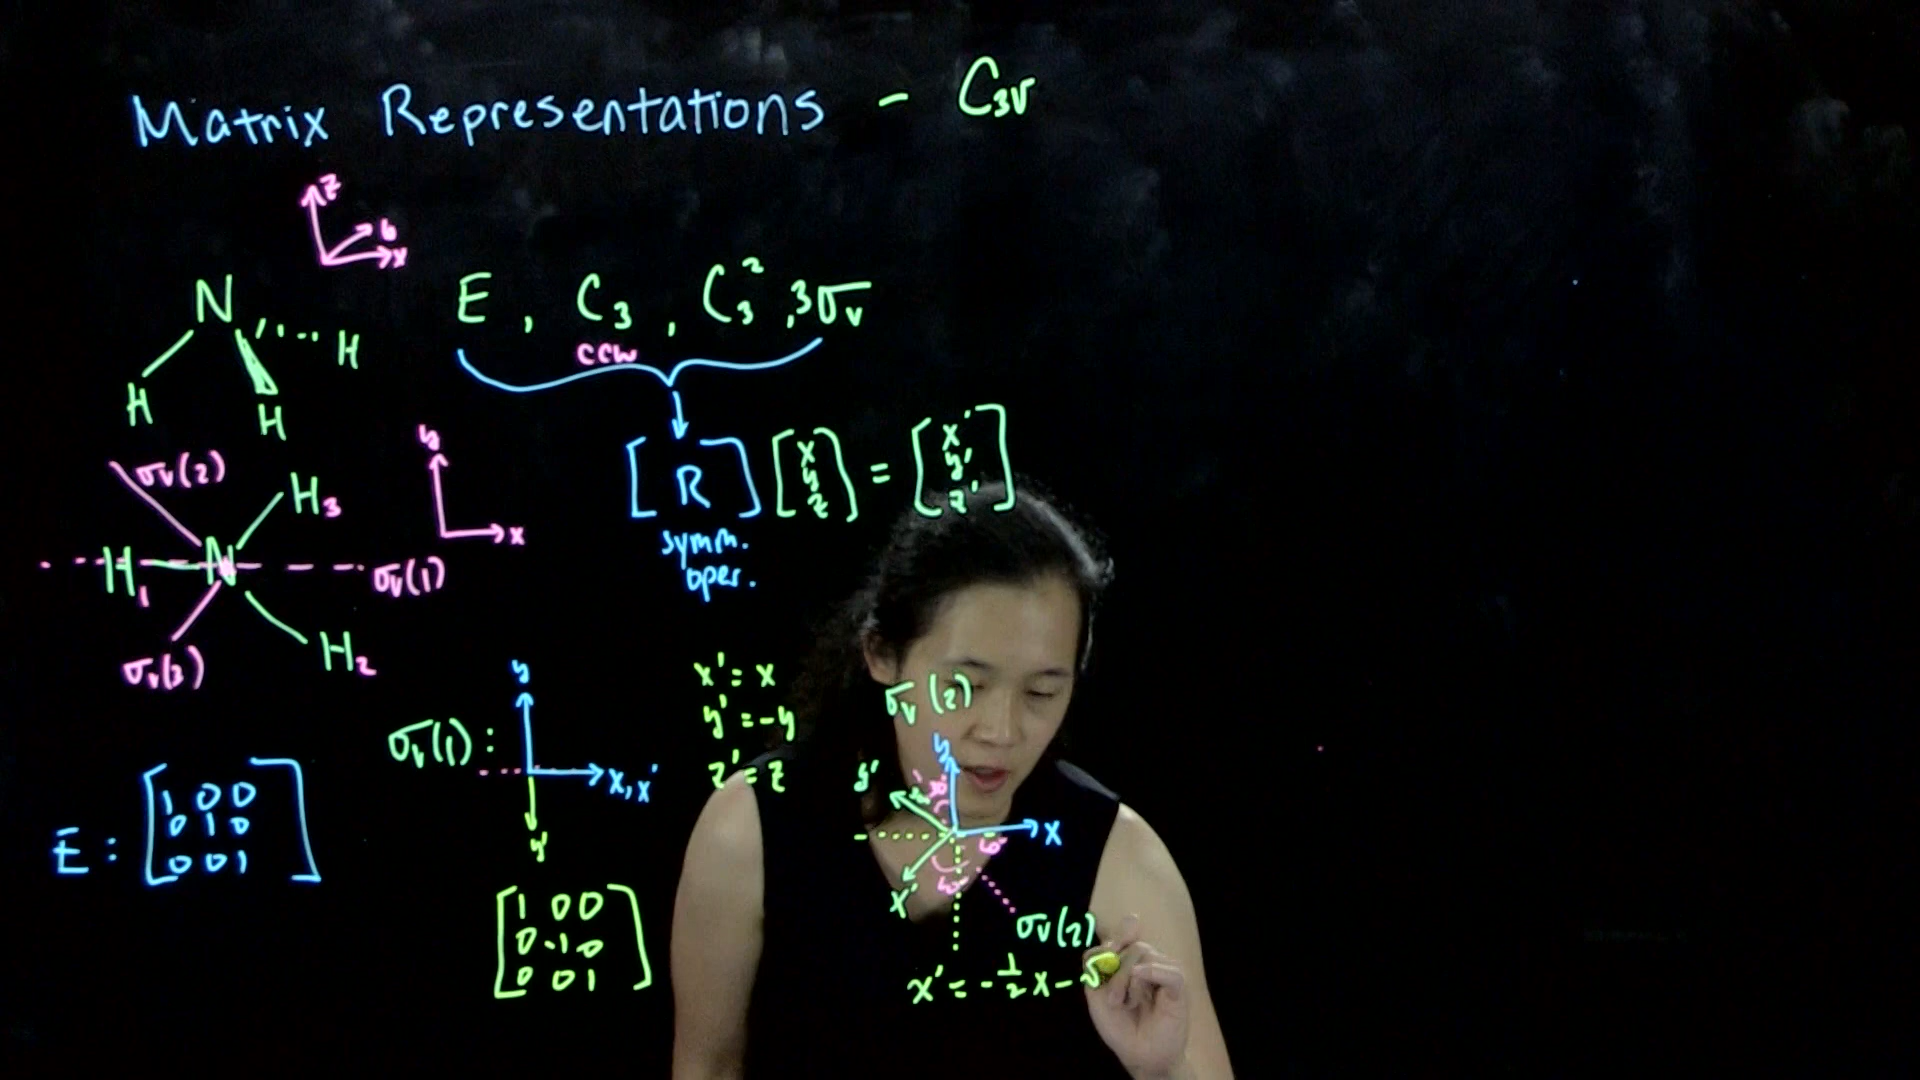 Matrix Representations - C3v
z
y
x
N
H
H
H
E, C3, C3², 3σv
ccw
[R] [x y z] = [x' y' z']
symm.
oper.
y
x
σv(2)
H3
H1 N
σv(1)
σv(3)
H2
E: [1 0 0
0 1 0
0 0 1]
σv(1):
y
x, x'
y'
x' = x
y' = -y
z' = z
[1 0 0
0 -1 0
0 0 1]
σv(2)
y
y'
30°
x
x'
σv(2)
x' = -1/2 x - √